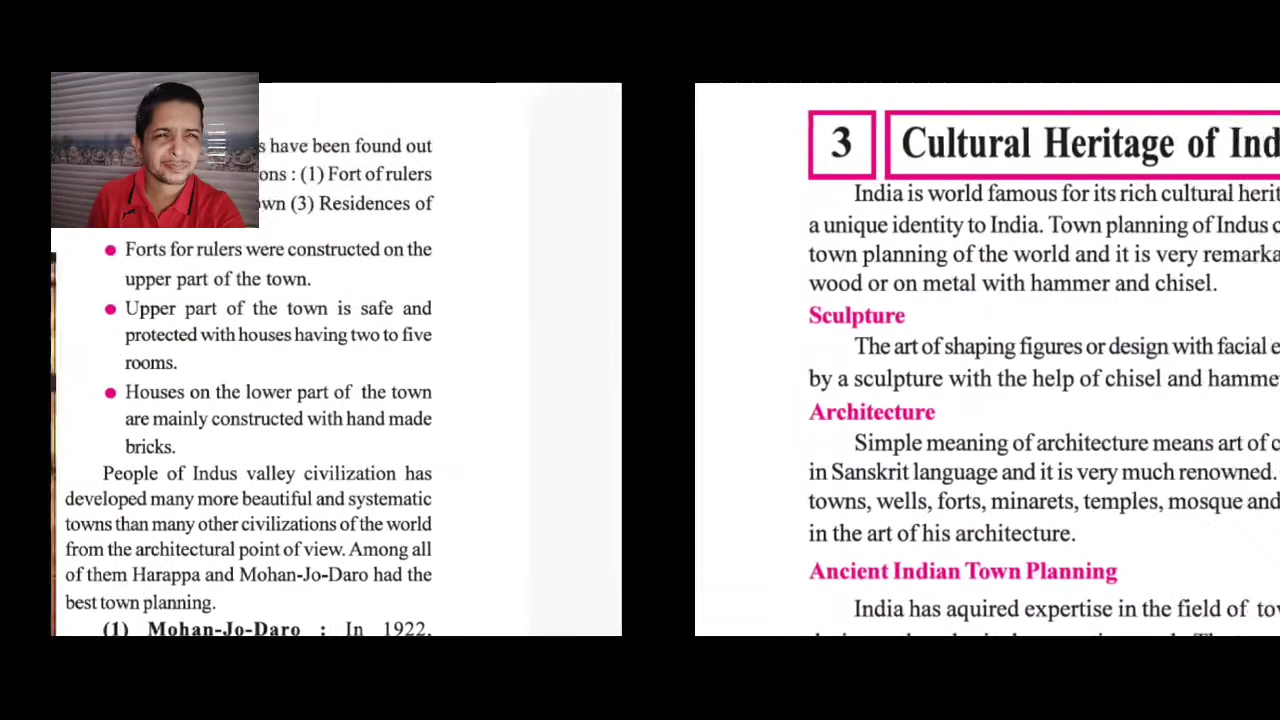 s have been found out
ons : (1) Fort of rulers
own (3) Residences of
● Forts for rulers were constructed on the
upper part of the town.
● Upper part of the town is safe and
protected with houses having two to five
rooms.
● Houses on the lower part of the town
are mainly constructed with hand made
bricks.
People of Indus valley civilization has
developed many more beautiful and systematic
towns than many other civilizations of the world
from the architectural point of view. Among all
of them Harappa and Mohan-Jo-Daro had the
best town planning.
(1) Mohan-Jo-Daro : In 1922,
3
Cultural Heritage of Ind
India is world famous for its rich cultural herit
a unique identity to India. Town planning of Indus c
town planning of the world and it is very remarka
wood or on metal with hammer and chisel.
Sculpture
The art of shaping figures or design with facial e
by a sculpture with the help of chisel and hamme
Architecture
Simple meaning of architecture means art of c
in Sanskrit language and it is very much renowned.
towns, wells, forts, minarets, temples, mosque and
in the art of his architecture.
Ancient Indian Town Planning
India has aquired expertise in the field of tow